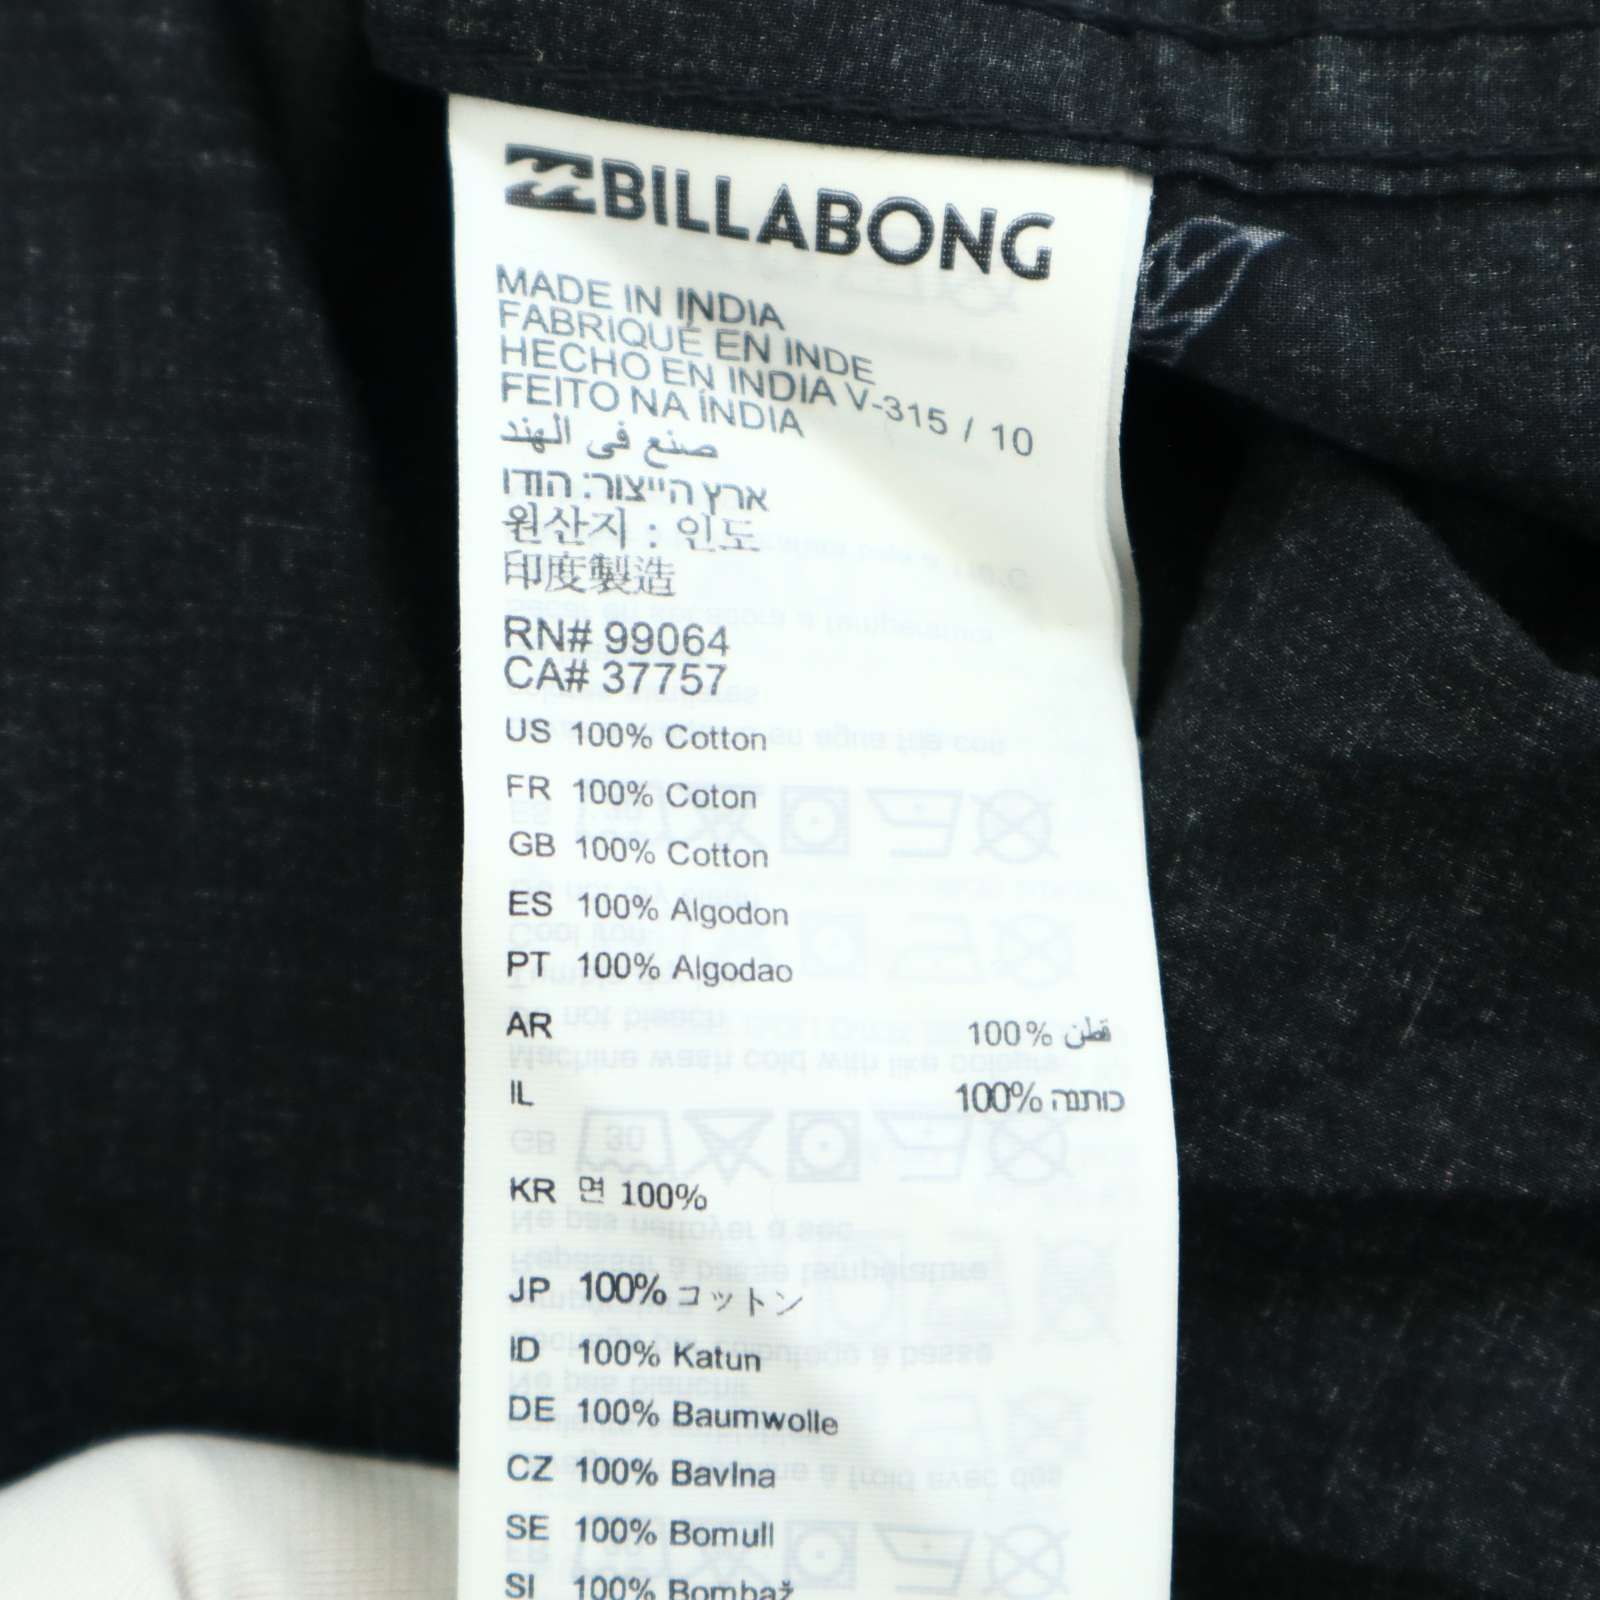 BILLABONG
MADE IN INDIA
FABRIQUÉ EN INDE
HECHO EN INDIA V-315 / 10
FEITO NA ÍNDIA
صنع في الهند
ארץ הייצור: הודו
원산지 : 인도
印度製造
RN# 99064
CA# 37757
US 100% Cotton
FR 100% Coton
GB 100% Cotton
ES 100% Algodon
PT 100% Algodao
AR 100% قطن
IL 100% כותנה
KR 면 100%
JP 100% コットン
ID 100% Katun
DE 100% Baumwolle
CZ 100% Bavlna
SE 100% Bomull
SI 100% Bombaž